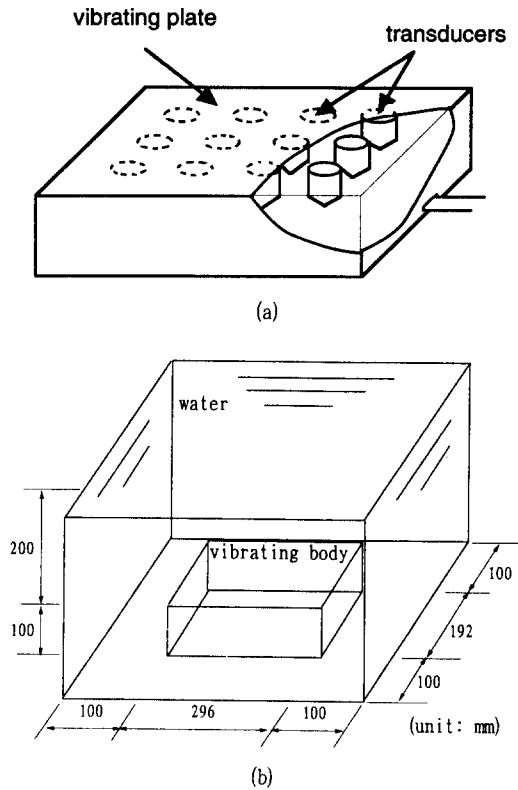 vibrating plate
transducers
(a)
water
vibrating body
200
100
100
192
100
100
296
100
(unit: mm)
(b)